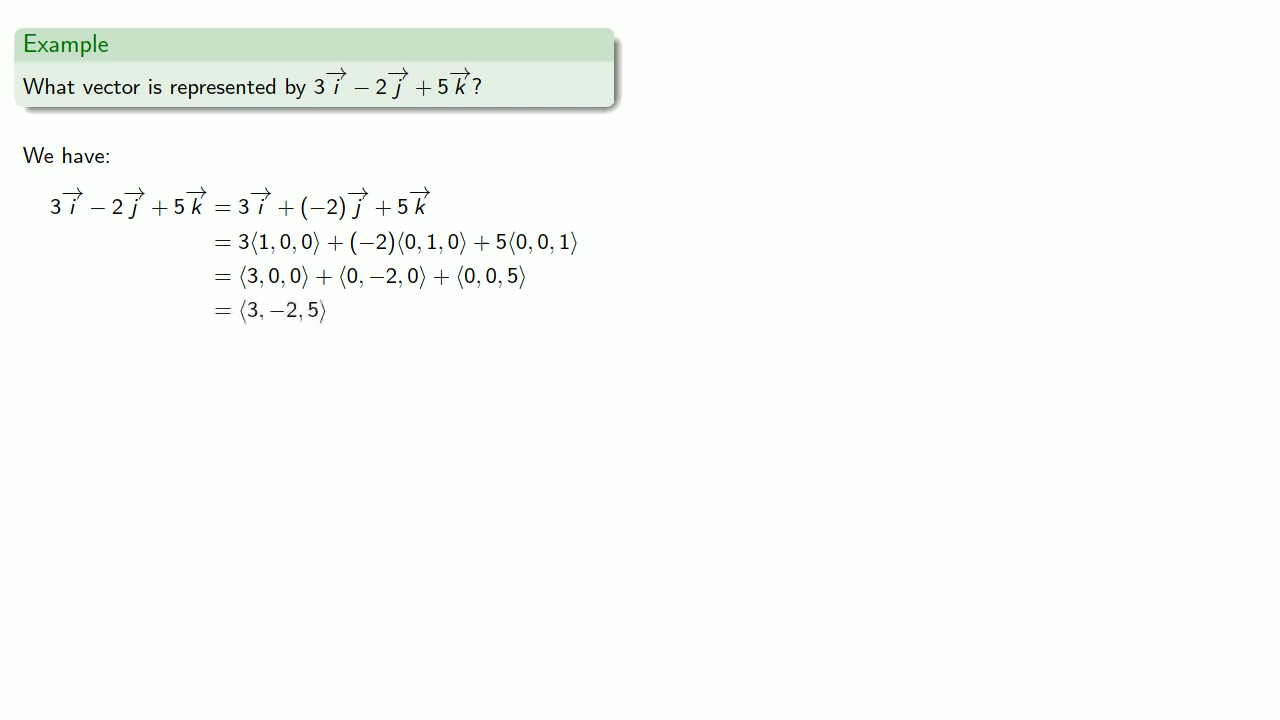 Example
What vector is represented by 3i⃗ − 2j⃗ + 5k⃗?
We have:
3i⃗ − 2j⃗ + 5k⃗ = 3i⃗ + (−2)j⃗ + 5k⃗
= 3⟨1, 0, 0⟩ + (−2)⟨0, 1, 0⟩ + 5⟨0, 0, 1⟩
= ⟨3, 0, 0⟩ + ⟨0, −2, 0⟩ + ⟨0, 0, 5⟩
= ⟨3, −2, 5⟩